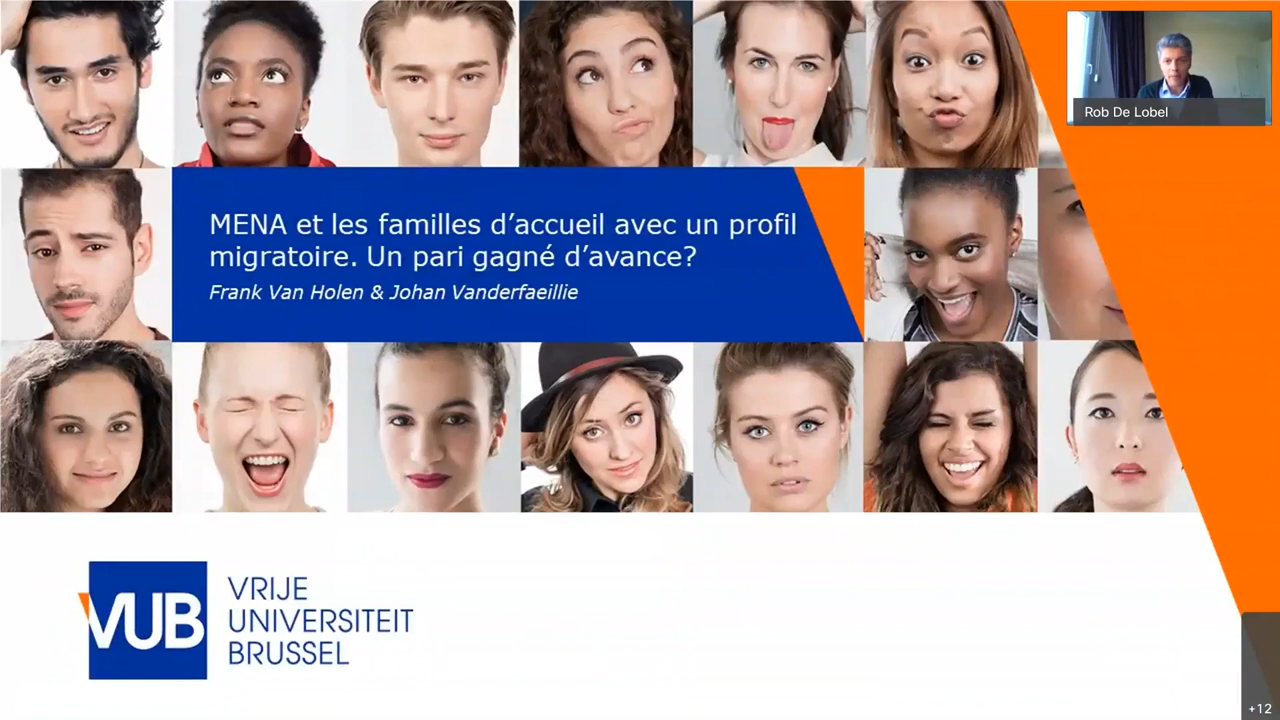 Rob De Lobel
MENA et les familles d’accueil avec un profil
migratoire. Un pari gagné d’avance?
Frank Van Holen & Johan Vanderfaeillie
VUB
VRIJE
UNIVERSITEIT
BRUSSEL
+12